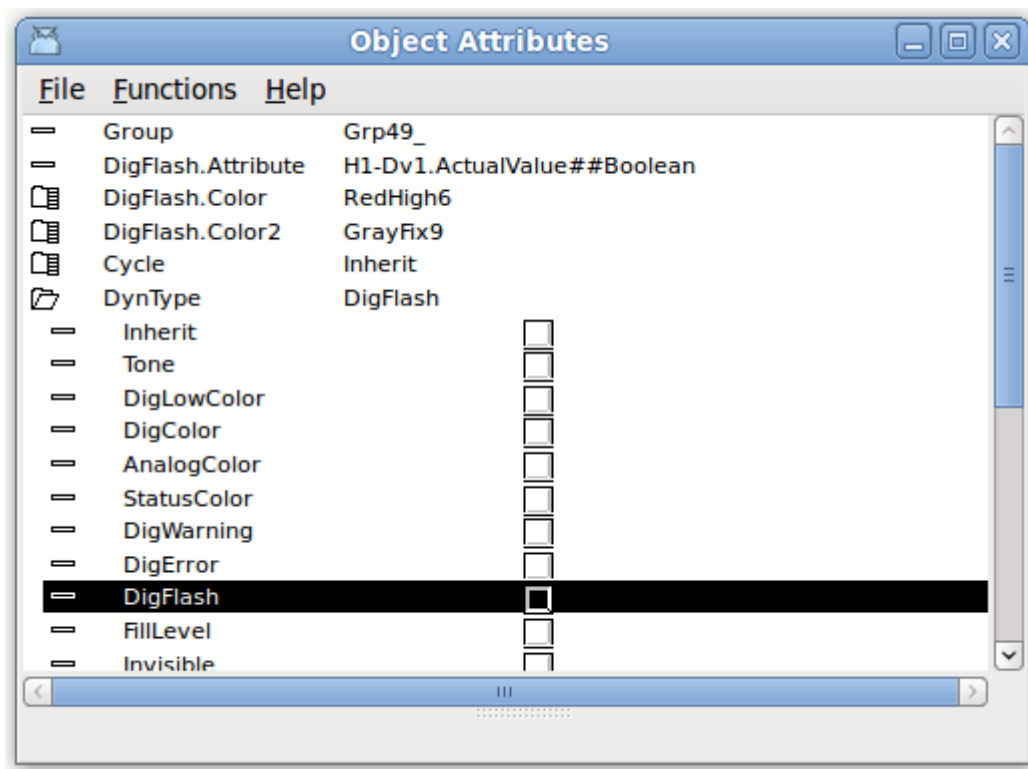 Object Attributes
File Functions Help
Group Grp49_
DigFlash.Attribute H1-Dv1.ActualValue##Boolean
DigFlash.Color RedHigh6
DigFlash.Color2 GrayFix9
Cycle Inherit
DynType DigFlash
Inherit
Tone
DigLowColor
DigColor
AnalogColor
StatusColor
DigWarning
DigError
DigFlash
FillLevel
Invisible